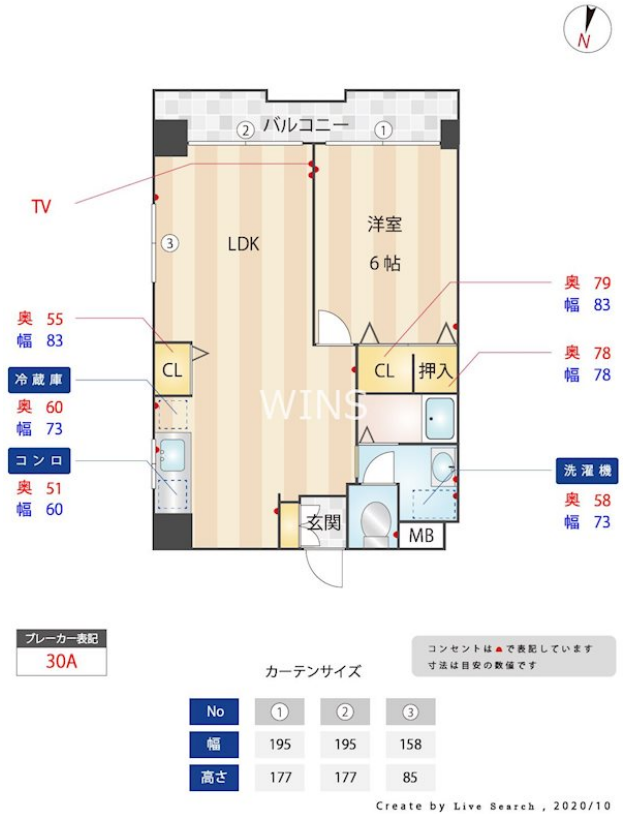 N
バルコニー
②
①
TV
③
LDK
洋室
6帖
奥 79
幅 83
奥 55
幅 83
CL
CL
押入
奥 78
幅 78
冷蔵庫
奥 60
幅 73
WINS
コンロ
奥 51
幅 60
洗濯機
奥 58
幅 73
玄関
MB
ブレーカー表記
30A
コンセントは▲で表記しています
寸法は目安の数値です
カーテンサイズ
No ① ② ③
幅 195 195 158
高さ 177 177 85
Create by Live Search , 2020/10